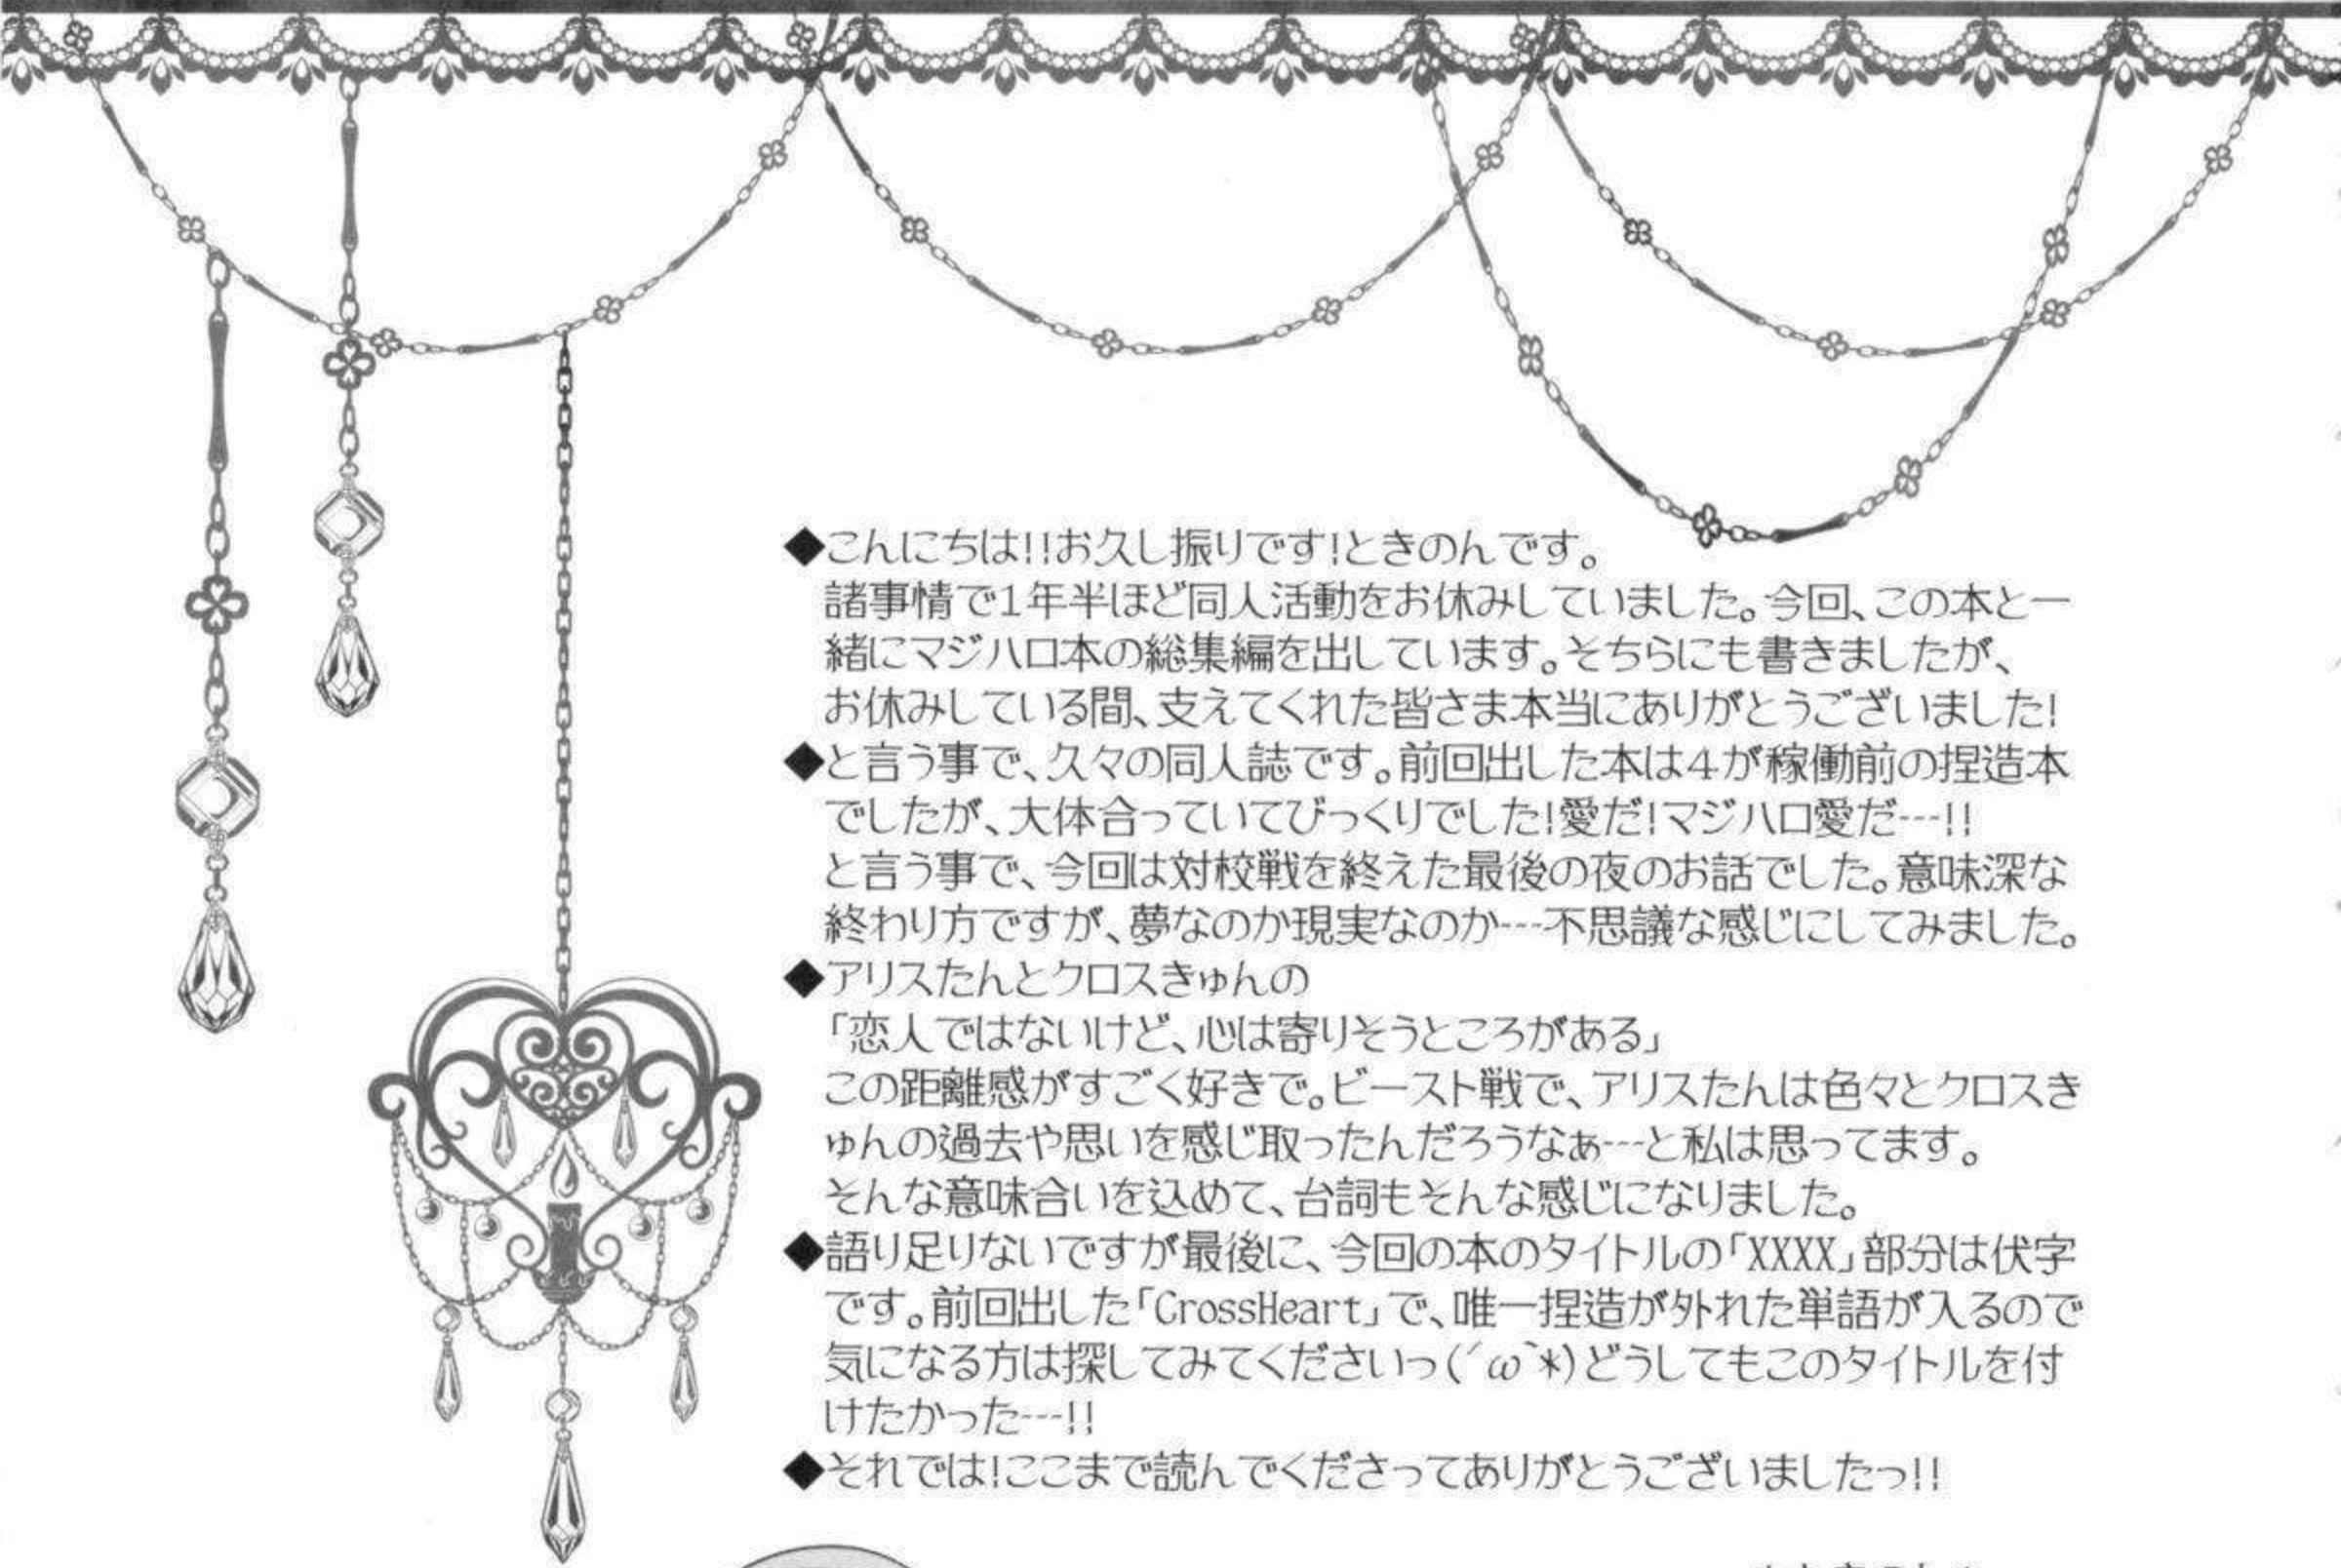 ◆こんにちは!!お久し振りです!ときのんです。
諸事情で1年半ほど同人活動をお休みしていました。今回、この本と一
緒にマジハロ本の総集編を出しています。そちらにも書きましたが、
お休みしている間、支えてくれた皆さま本当にありがとうございました!
◆と言う事で、久々の同人誌です。前回出した本は4が稼働前の捏造本
でしたが、大体合っていてびっくりでした!愛だ!マジハロ愛だ---!!
と言う事で、今回は対校戦を終えた最後の夜のお話でした。意味深な
終わり方ですが、夢なのか現実なのか---不思議な感じにしてみました。
◆アリスたんとクロスきゅんの
「恋人ではないけど、心は寄りそうところがある」
この距離感がすごく好きで。ビースト戦で、アリスたんは色々とクロスき
ゅんの過去や思いを感じ取ったんだろうなぁ---と私は思ってます。
そんな意味合いを込めて、台詞もそんな感じになりました。
◆語り足りないですが最後に、今回の本のタイトルの「XXXX」部分は伏字
です。前回出した「CrossHeart」で、唯一捏造が外れた単語が入るので
気になる方は探してみてくださいっ(´ω`*)どうしてもこのタイトルを付
けたかった---!!
◆それでは!ここまで読んでくださってありがとうございましたっ!!